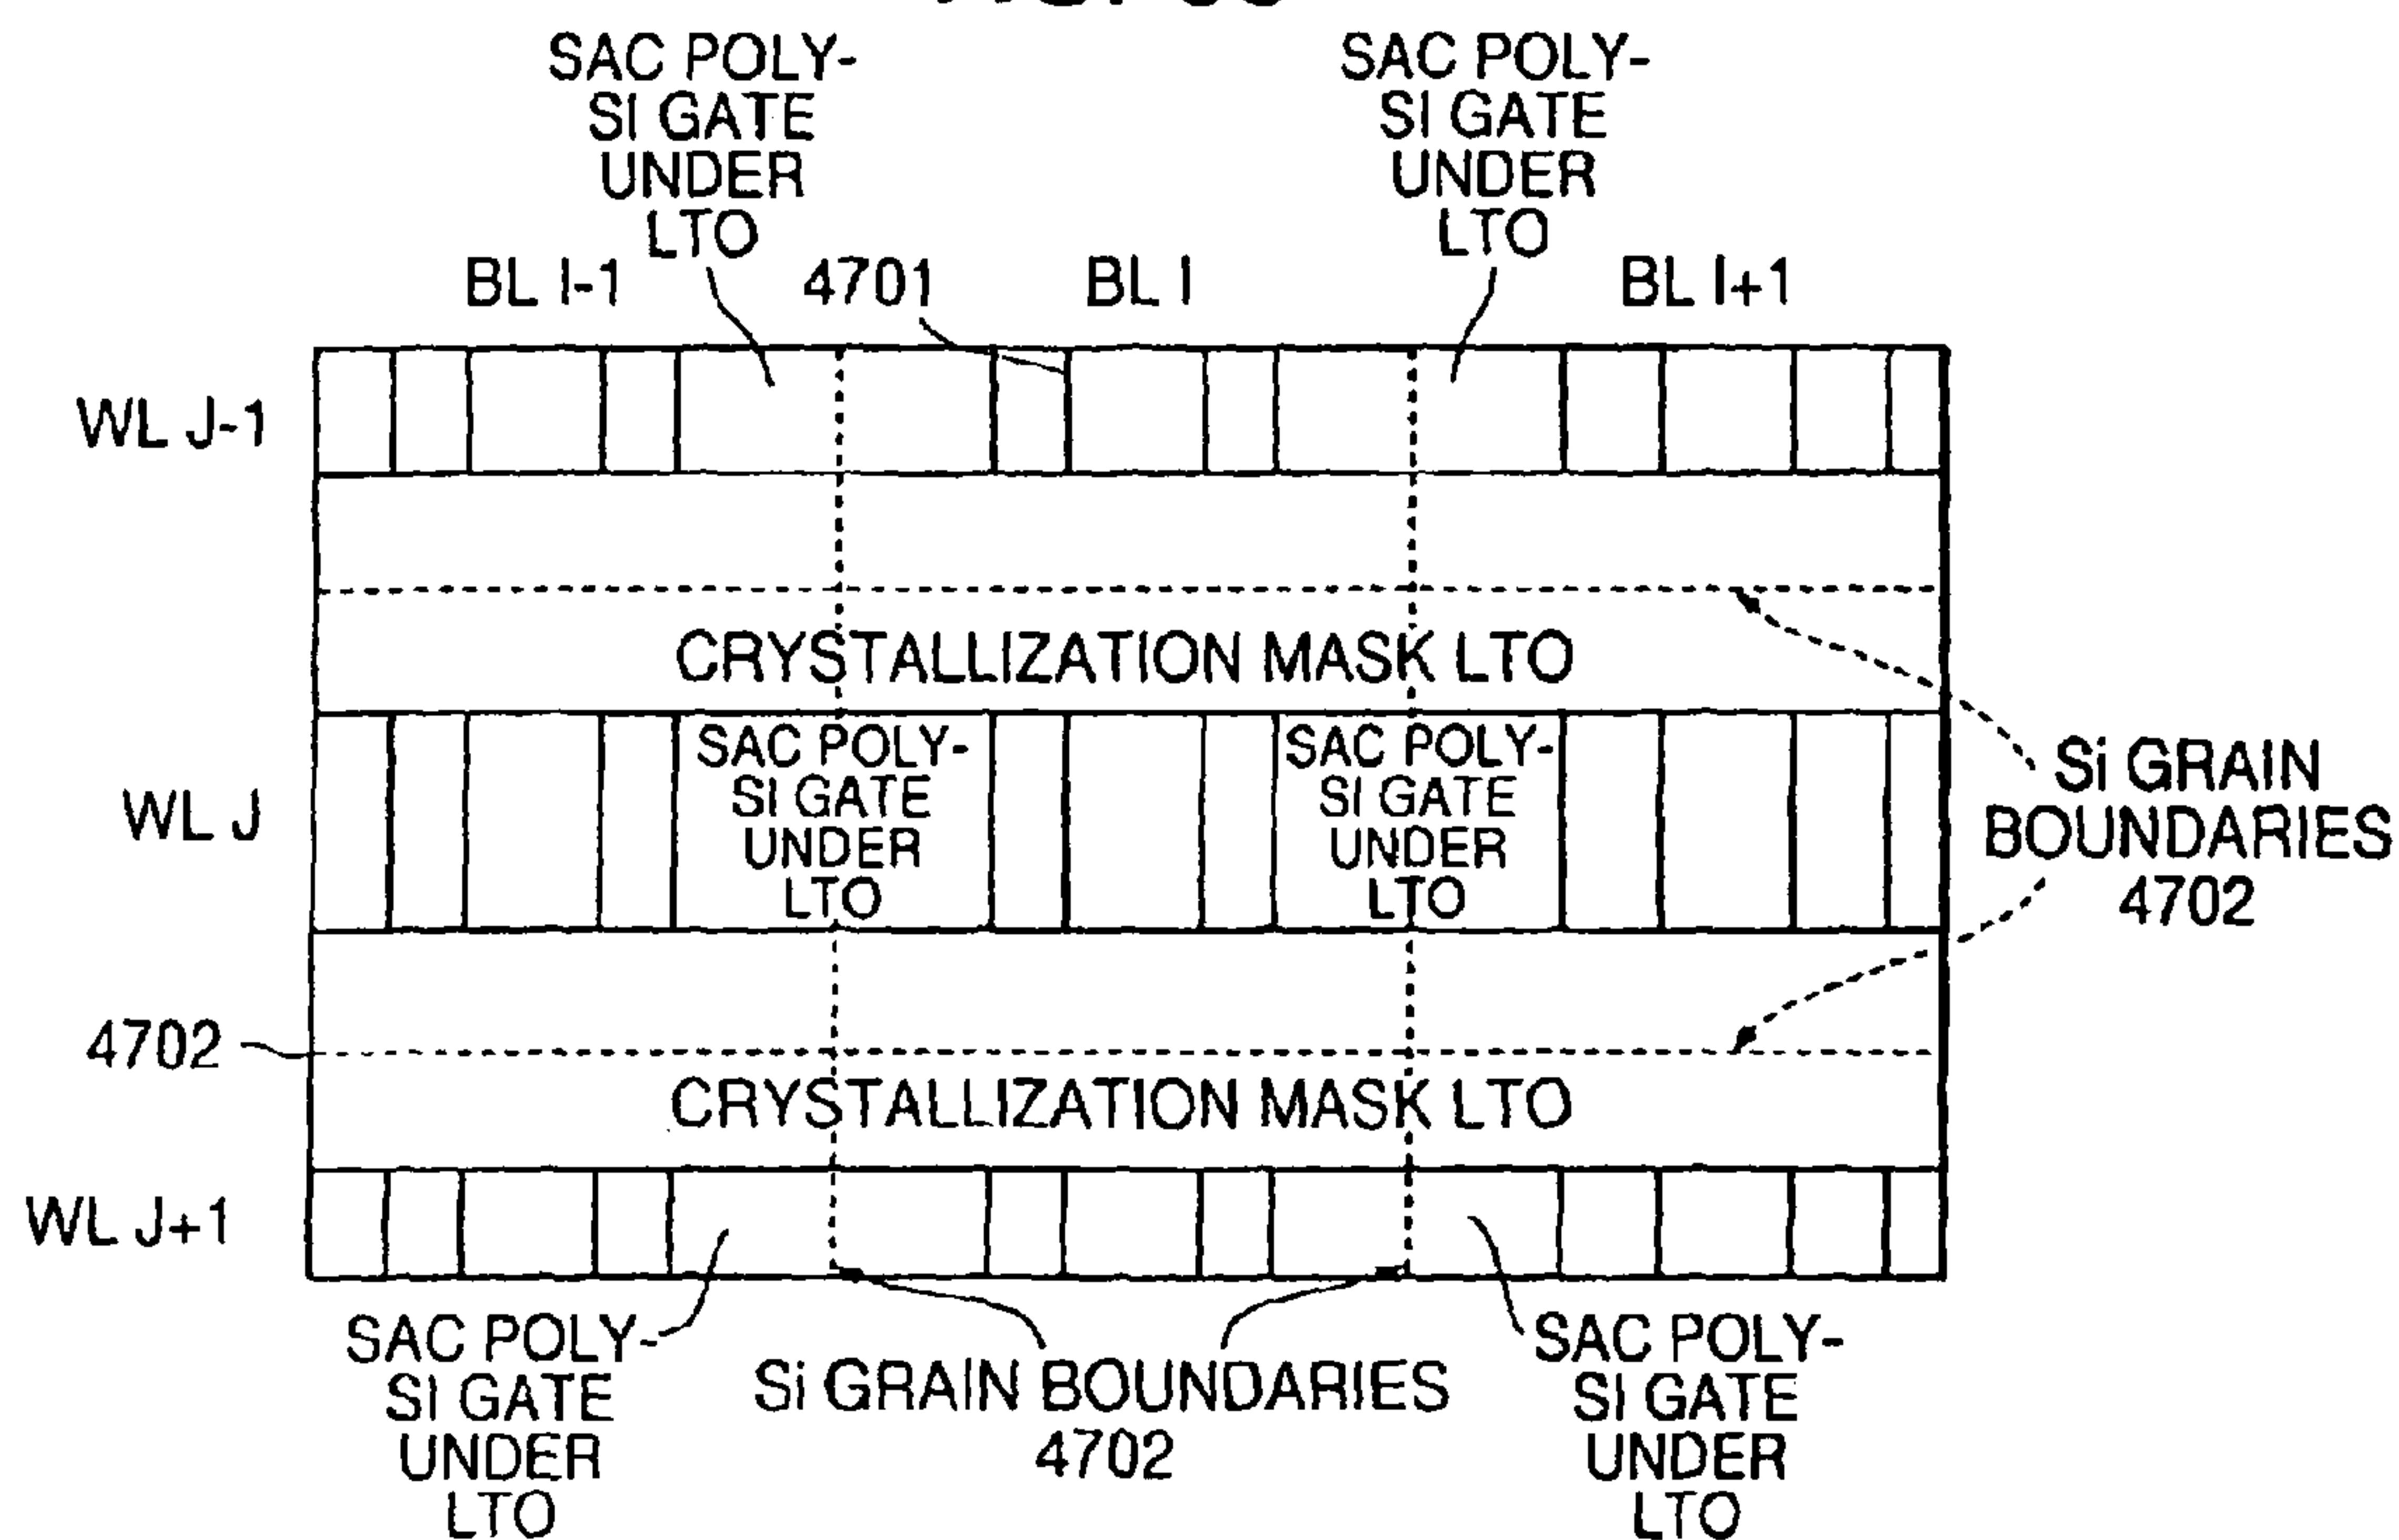 SAC POLY-
SI GATE
UNDER
LTO
SAC POLY-
SI GATE
UNDER
LTO
BL I-1
4701
BL I
BL I+1
WL J-1
CRYSTALLIZATION MASK LTO
WL J
SAC POLY-
SI GATE
UNDER
LTO
SAC POLY-
SI GATE
UNDER
LTO
Si GRAIN
BOUNDARIES
4702
4702
CRYSTALLIZATION MASK LTO
WL J+1
SAC POLY-
SI GATE
UNDER
LTO
Si GRAIN BOUNDARIES
4702
SAC POLY-
SI GATE
UNDER
LTO